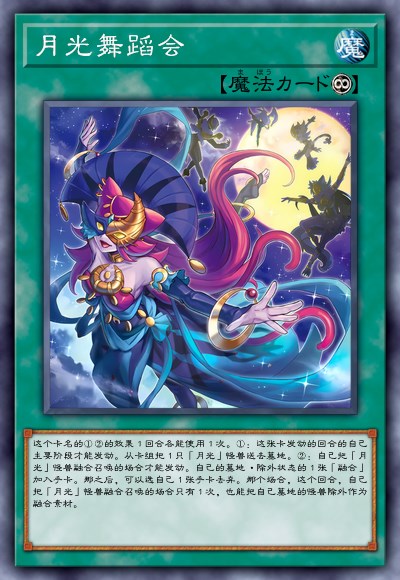 月光舞蹈会
魔
【魔法カード】
まほう
这个卡名的①②的效果1回合各能使用1次。①：这张卡发动的回合的自己
主要阶段才能发动。从卡组把1只「月光」怪兽送去墓地。②：自己把「月
光」怪兽融合召唤的场合才能发动。自己的墓地·除外状态的1张「融合」
加入手卡。那之后，可以选自己1张手卡丢弃。那个场合，这个回合，自己
把「月光」怪兽融合召唤的场合只有1次，也能把自己墓地的怪兽除外作为
融合素材。